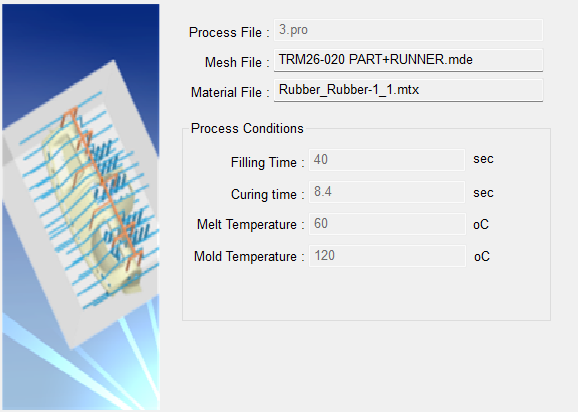 Process File : 3.pro
Mesh File : TRM26-020 PART+RUNNER.mde
Material File : Rubber_Rubber-1_1.mtx
Process Conditions
Filling Time : 40 sec
Curing time : 8.4 sec
Melt Temperature : 60 oC
Mold Temperature : 120 oC